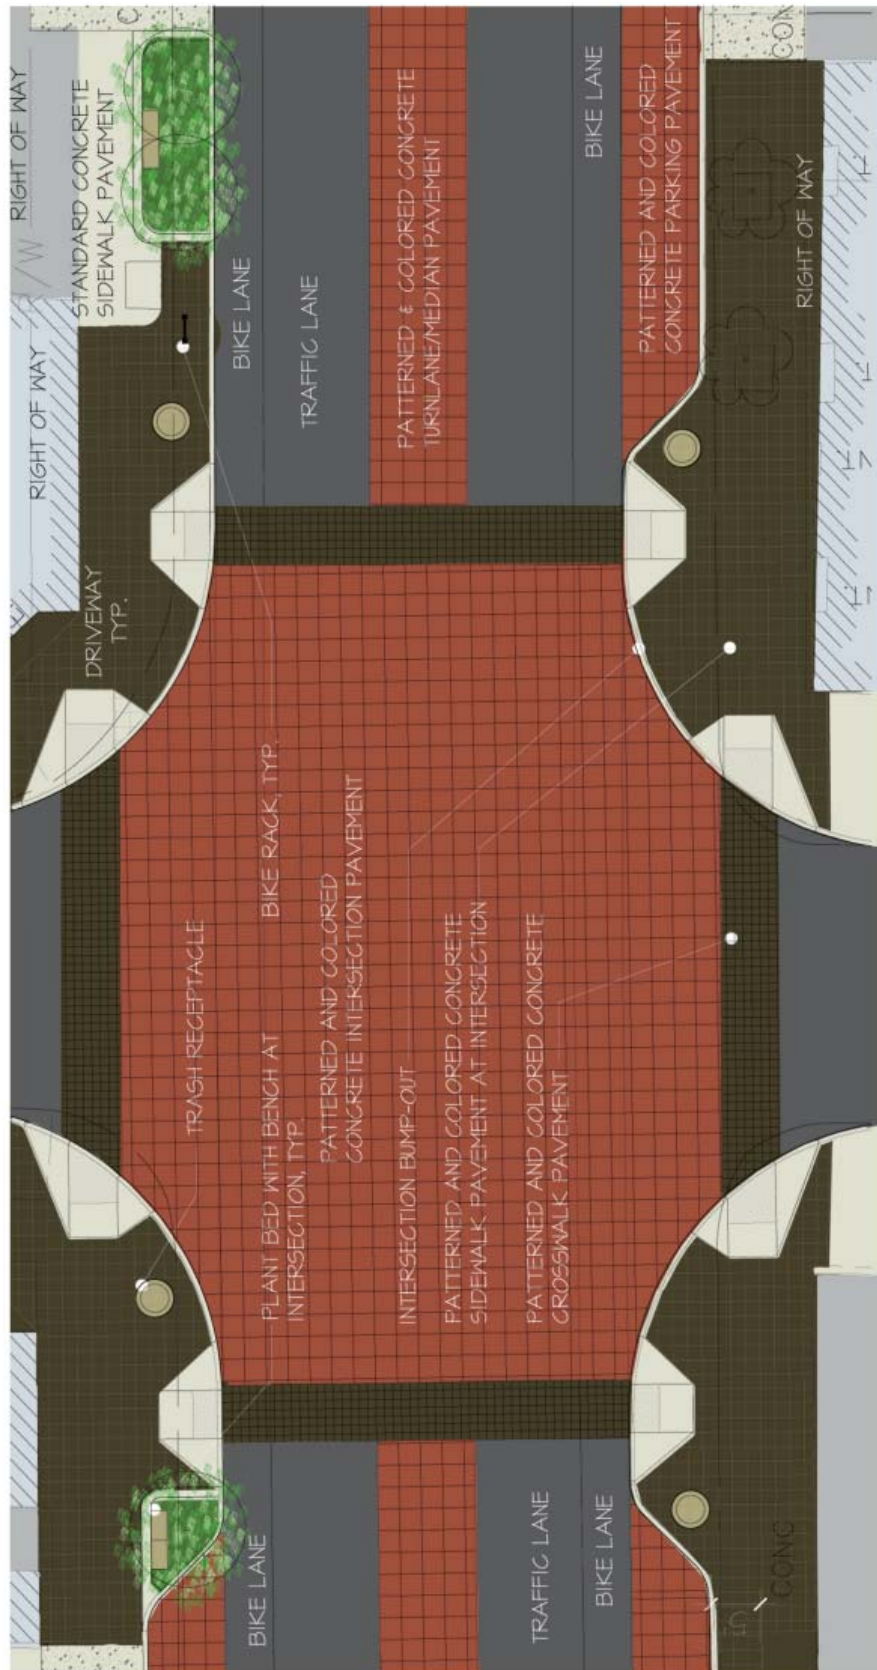 RIGHT OF WAY
/W
STANDARD CONCRETE
SIDEWALK PAVEMENT
RIGHT OF WAY
DRIVEWAY
TYP.
BIKE LANE
TRAFFIC LANE
PATTERNED & COLORED CONCRETE
TURNLANE/MEDIAN PAVEMENT
BIKE LANE
PATTERNED AND COLORED
CONCRETE PARKING PAVEMENT
CON
RIGHT OF WAY
TRASH RECEPTACLE
BIKE RACK, TYP.
PLANT BED WITH BENCH AT
INTERSECTION, TYP.
PATTERNED AND COLORED
CONCRETE INTERSECTION PAVEMENT
INTERSECTION BUMP-OUT
PATTERNED AND COLORED CONCRETE
SIDEWALK PAVEMENT AT INTERSECTION
PATTERNED AND COLORED CONCRETE
CROSSWALK PAVEMENT
BIKE LANE
TRAFFIC LANE
BIKE LANE
CONC